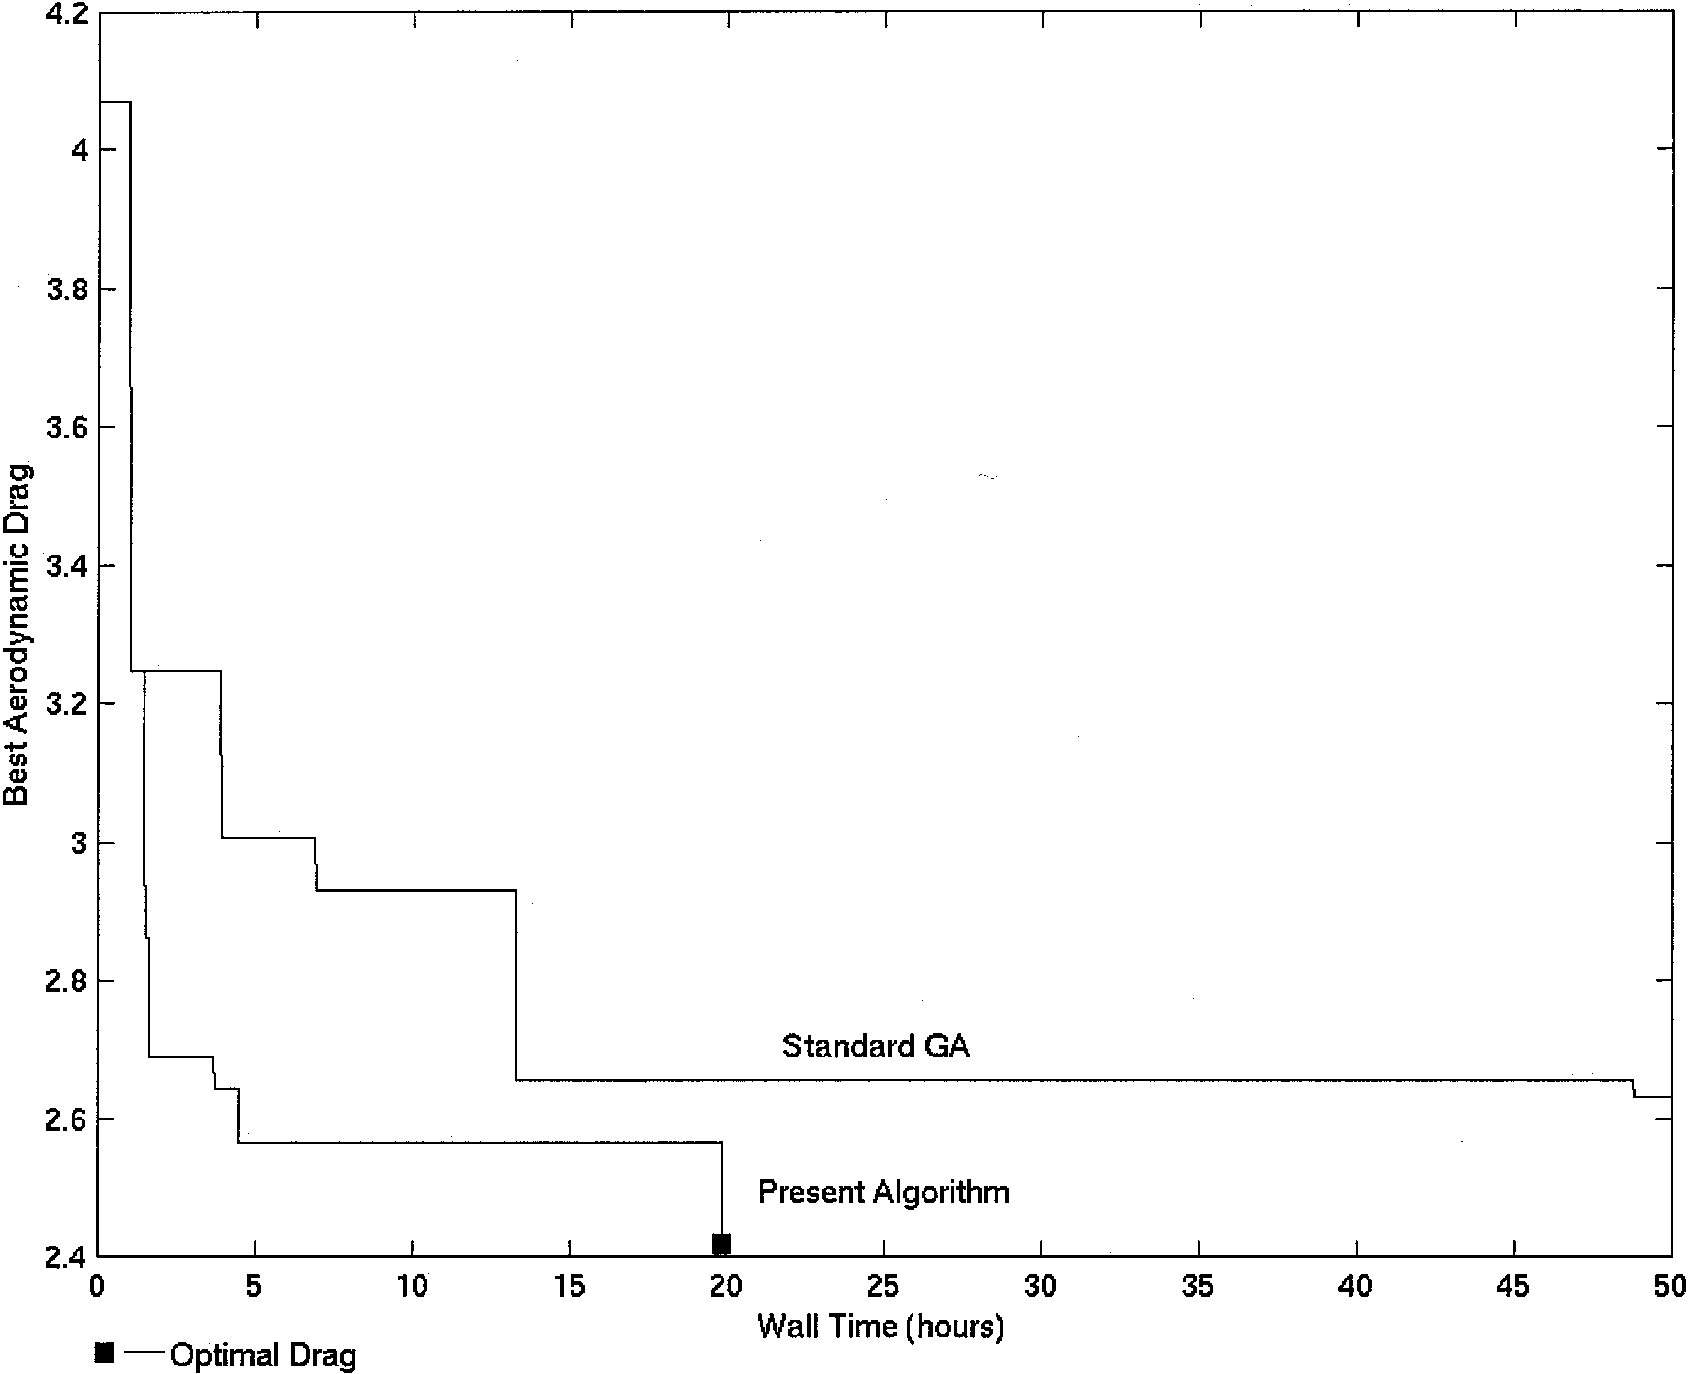 4.2
4
3.8
3.6
3.4
3.2
3
2.8
2.6
2.4
Best Aerodynamic Drag
Standard GA
Present Algorithm
0 5 10 15 20 25 30 35 40 45 50
Wall Time (hours)
Optimal Drag